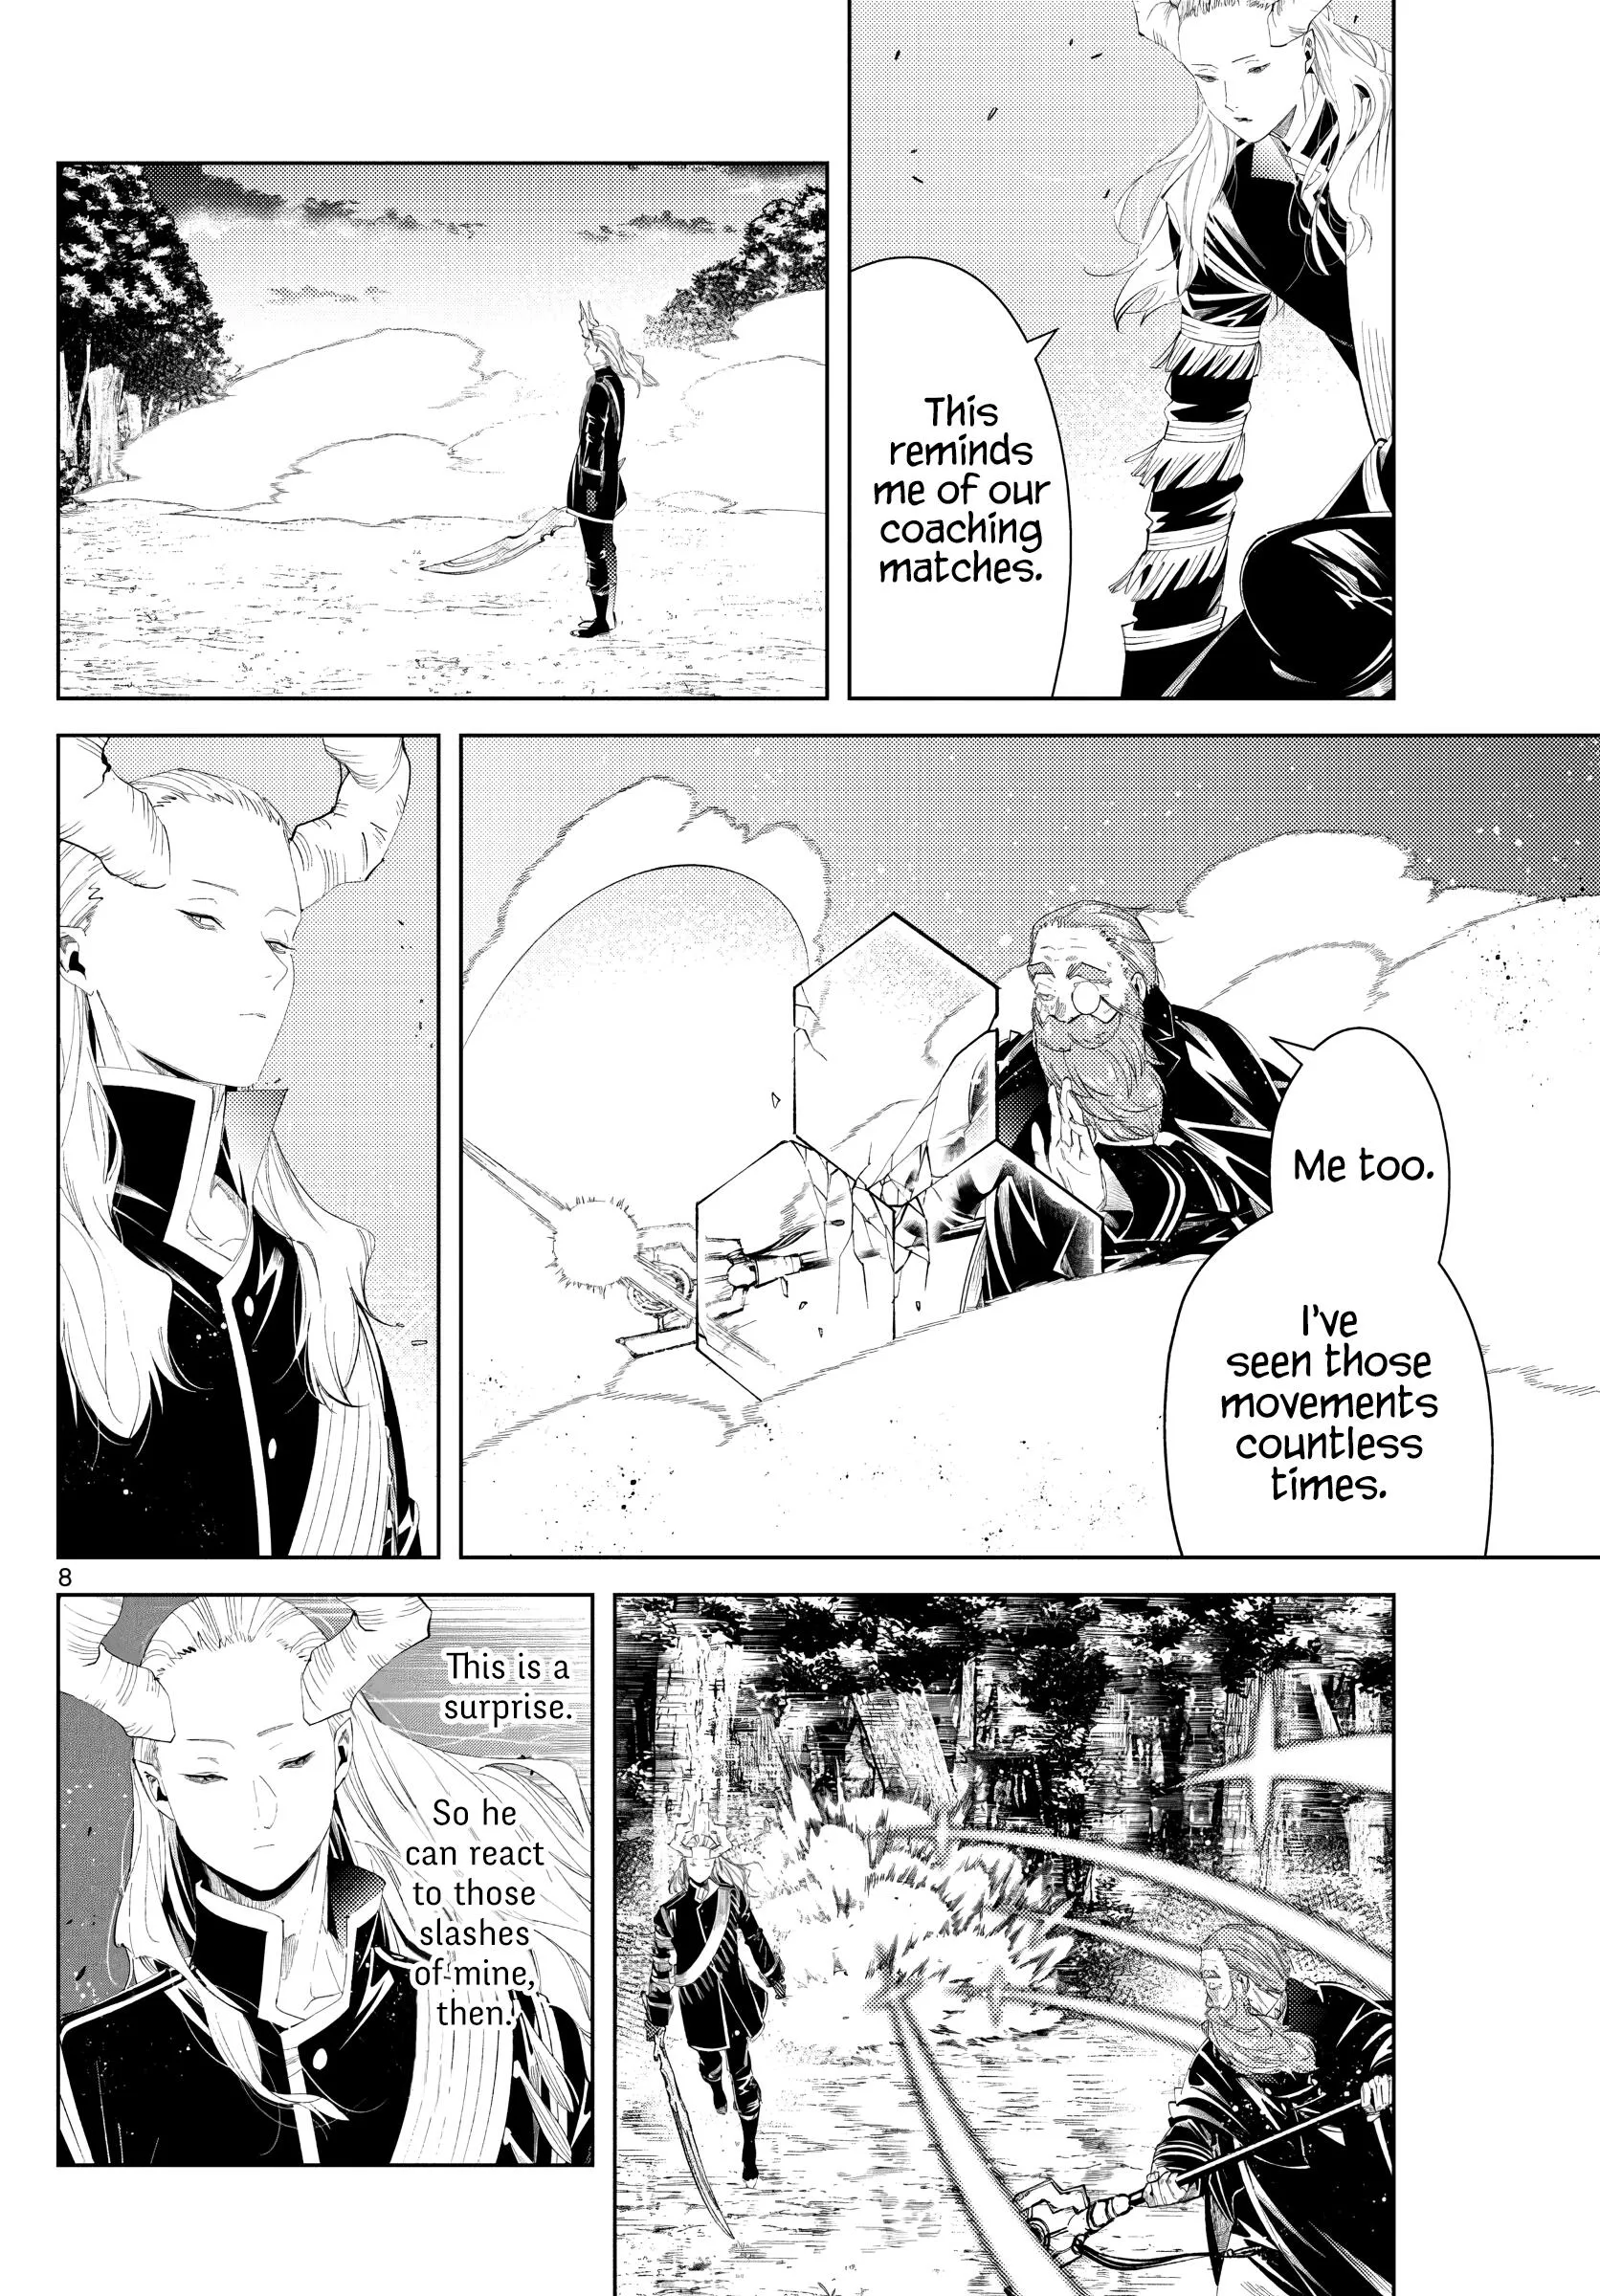 This
reminds
me of our
coaching
matches.
Me too.
I've
seen those
movements
countless
times.
8
This is a
surprise.
So he
can react
to those
slashes
of mine,
then.